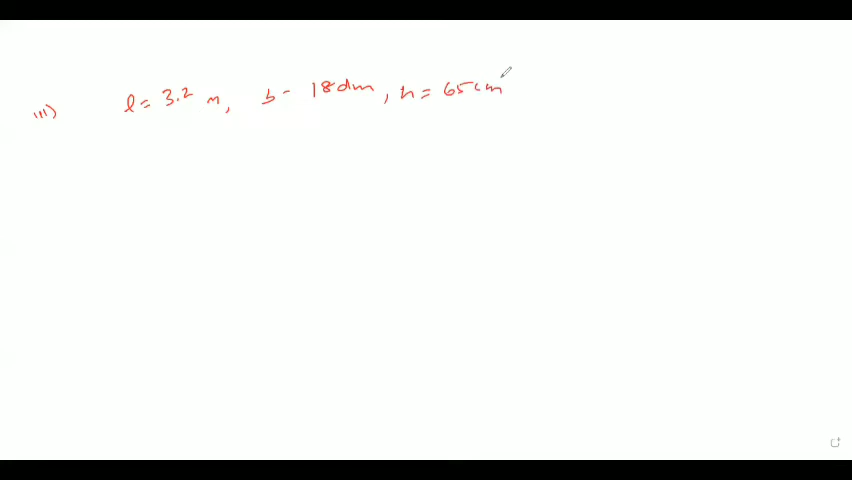 iii) l = 3.2 m, b - 18dm, h = 65cm